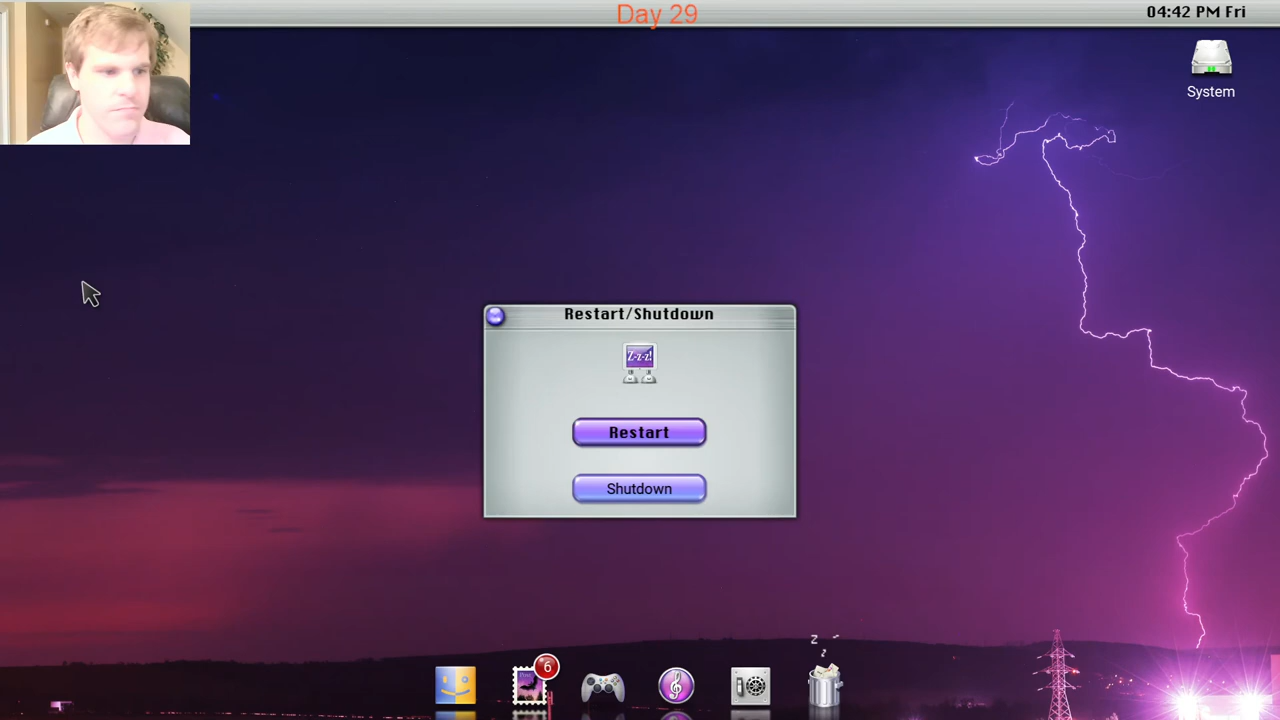 Day 29
04:42 PM Fri
System
Restart/Shutdown
Z-z-z!
Restart
Shutdown
z
z
6